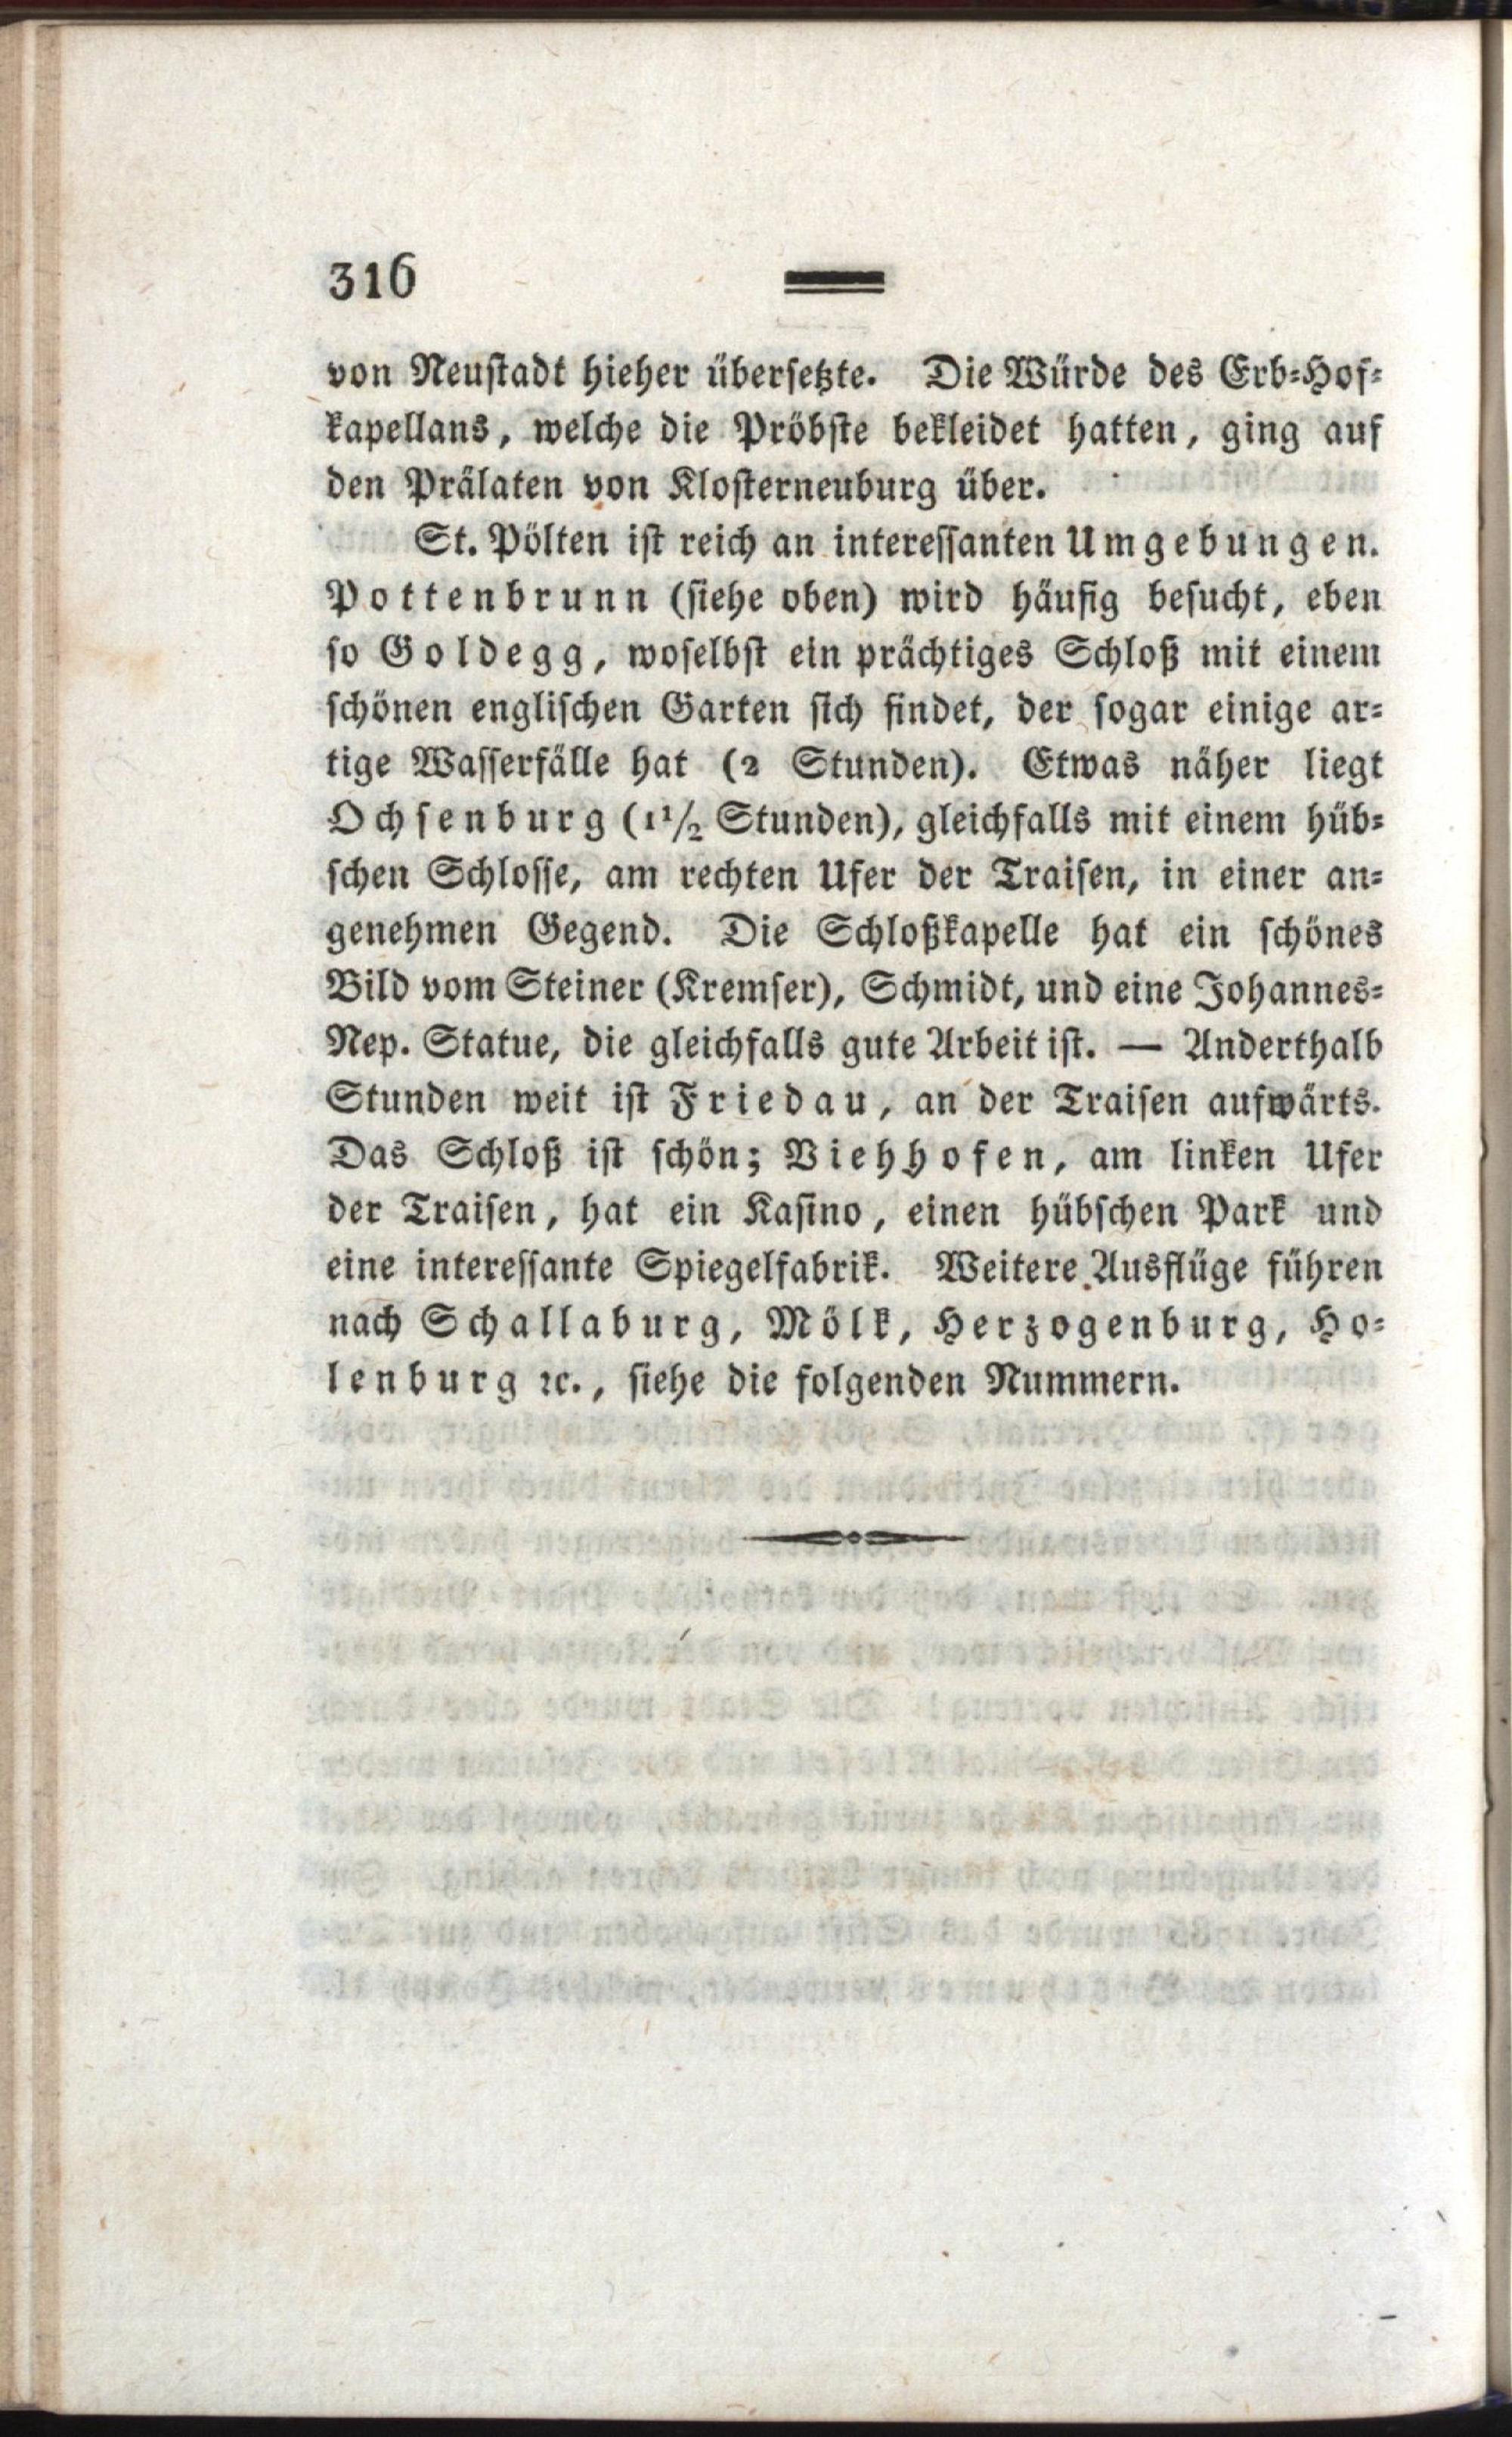 316
von Neustadt hieher übersetzte. Die Würde des Erb-Hof-
kapellans, welche die Pröbste bekleidet hatten, ging auf
den Prälaten von Klosterneuburg über.
St. Pölten ist reich an interessanten Umgebungen.
Pottenbrunn (siehe oben) wird häufig besucht, eben
so Goldegg, woselbst ein prächtiges Schloß mit einem
schönen englischen Garten sich findet, der sogar einige ar-
tige Wasserfälle hat (2 Stunden). Etwas näher liegt
Ochsenburg (1 1/2 Stunden), gleichfalls mit einem hüb-
schen Schlosse, am rechten Ufer der Traisen, in einer an-
genehmen Gegend. Die Schloßkapelle hat ein schönes
Bild vom Steiner (Kremser), Schmidt, und eine Johannes-
Nep. Statue, die gleichfalls gute Arbeit ist. — Anderthalb
Stunden weit ist Friedau, an der Traisen aufwärts.
Das Schloß ist schön; Viehhofen, am linken Ufer
der Traisen, hat ein Kasino, einen hübschen Park und
eine interessante Spiegelfabrik. Weitere Ausflüge führen
nach Schallaburg, Mölk, Herzogenburg, Ho-
lenburg ꝛc., siehe die folgenden Nummern.